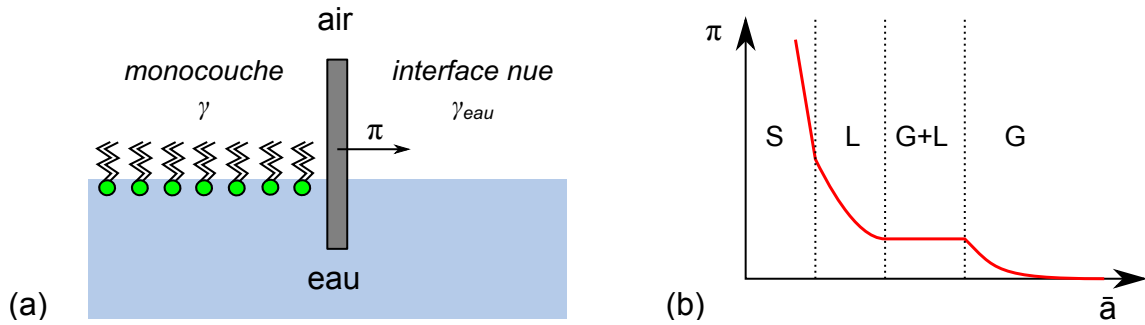 air
monocouche
γ
interface nue
γeau
π
eau
(a)
π
S
L
G+L
G
ā
(b)